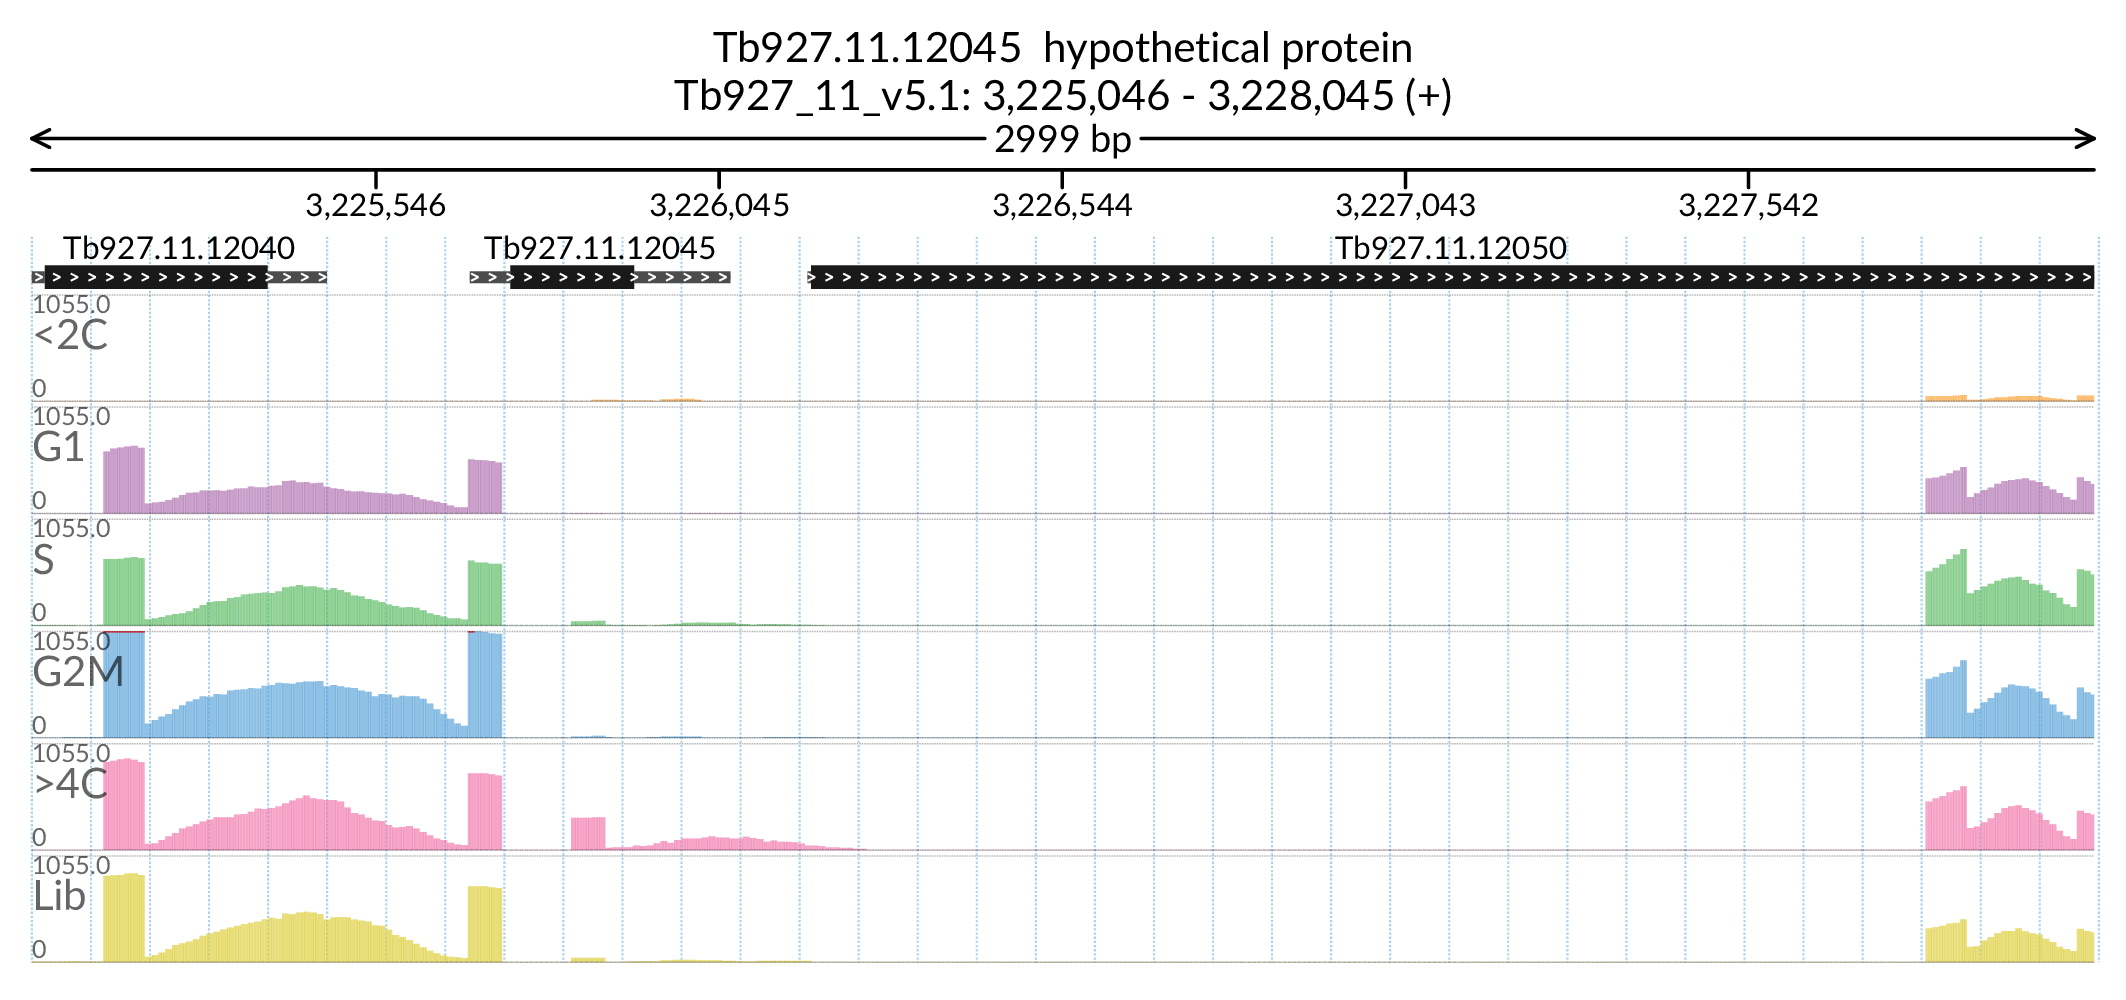 Tb927.11.12045  hypothetical protein
Tb927_11_v5.1: 3,225,046 - 3,228,045 (+)
2999 bp
3,225,546 3,226,045 3,226,544 3,227,043 3,227,542
Tb927.11.12040 Tb927.11.12045 Tb927.11.12050
1055.0
<2C
0
1055.0
G1
0
1055.0
S
0
1055.0
G2M
0
1055.0
>4C
0
1055.0
Lib
0